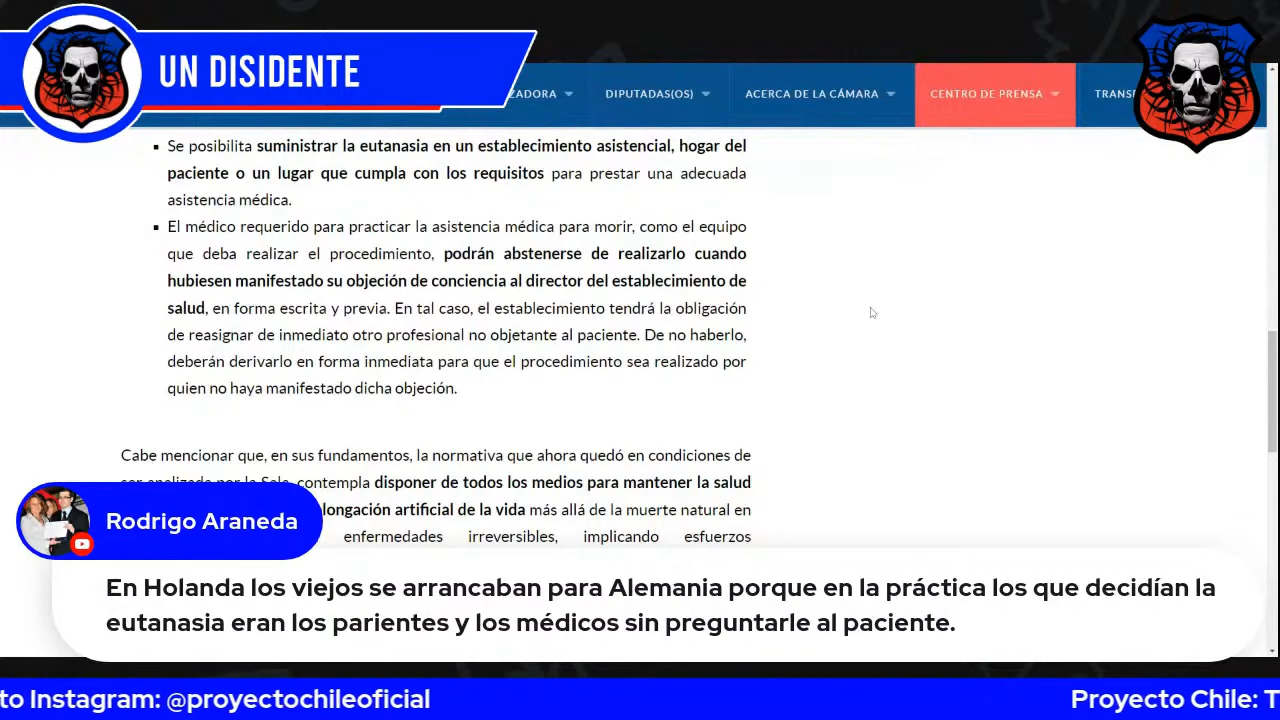 UN DISIDENTE
ZADORA
DIPUTADAS(OS)
ACERCA DE LA CÁMARA
CENTRO DE PRENSA
Se posibilita suministrar la eutanasia en un establecimiento asistencial, hogar del
paciente o un lugar que cumpla con los requisitos para prestar una adecuada
asistencia médica.
El médico requerido para practicar la asistencia médica para morir, como el equipo
que deba realizar el procedimiento, podrán abstenerse de realizarlo cuando
hubiesen manifestado su objeción de conciencia al director del establecimiento de
salud, en forma escrita y previa. En tal caso, el establecimiento tendrá la obligación
de reasignar de inmediato otro profesional no objetante al paciente. De no haberlo,
deberán derivarlo en forma inmediata para que el procedimiento sea realizado por
quien no haya manifestado dicha objeción.
Cabe mencionar que, en sus fundamentos, la normativa que ahora quedó en condiciones de
ser analizada por la Sala, contempla disponer de todos los medios para mantener la salud
longación artificial de la vida más allá de la muerte natural en
enfermedades irreversibles, implicando esfuerzos
Rodrigo Araneda
En Holanda los viejos se arrancaban para Alemania porque en la práctica los que decidían la
eutanasia eran los parientes y los médicos sin preguntarle al paciente.
to Instagram: @proyectochileoficial
Proyecto Chile: T